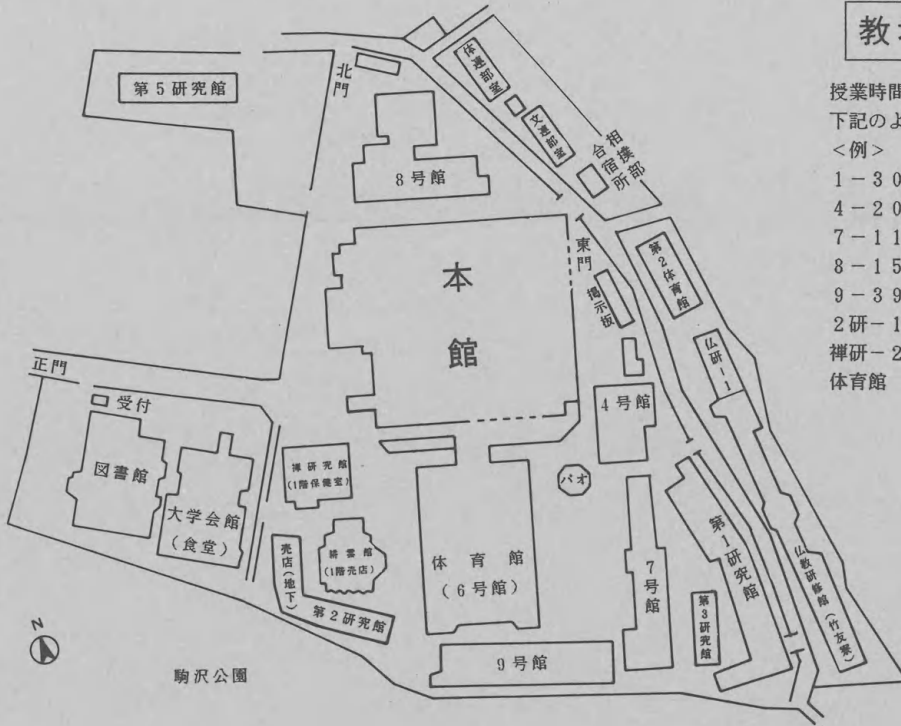 第5研究館
北門
体連部室
文連部室
相撲部
合宿所
8号館
本館
東門
掲示板
第2体育館
仏研-1
正門
受付
図書館
大学会館
(食堂)
禅研究館
(1階保健室)
(1階売店)
売店(地下)
第2研究館
体育館
(6号館)
4号館
パオ
7号館
第1研究館
第3研究館
仏教研修館(竹友寮)
9号館
駒沢公園
N
授業時間
下記のよ
<例>
1-30
4-20
7-11
8-15
9-39
2研-1
禅研-2
体育館